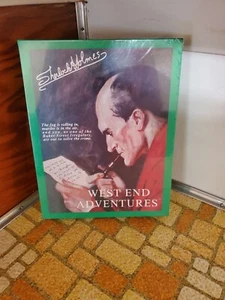 Sherlock Holmes
The fog is rolling in,
murder is in the air,
and you, as one of the
Baker Street Irregulars,
are out to solve the crime.
WEST END
ADVENTURES